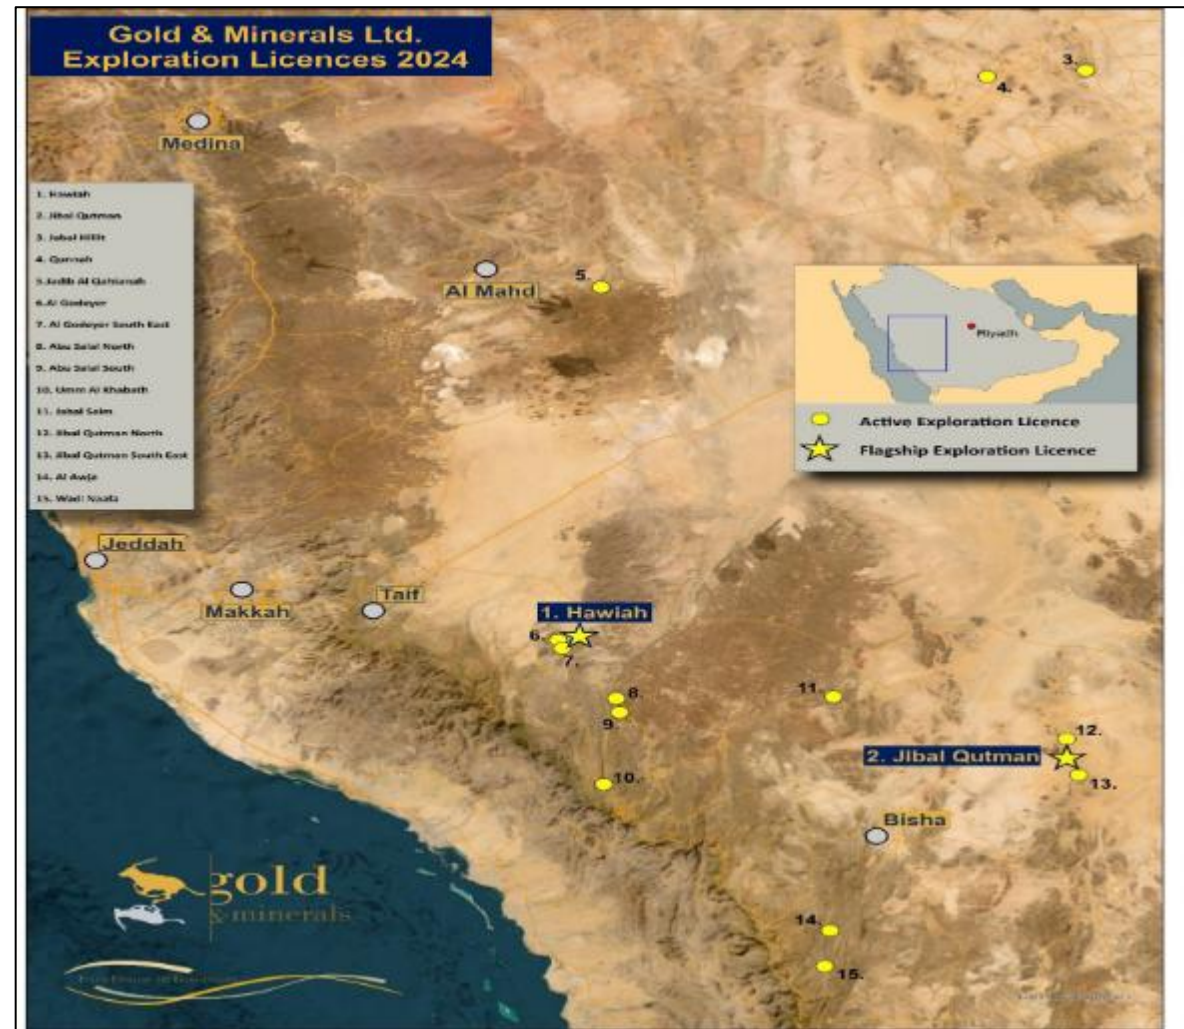 Gold & Minerals Ltd.
Exploration Licences 2024
3.
4.
Medina
1. Hawiah
2. Jibal Qutman
3. Jabal Hillit
4. Qunnah
5.Jadib Al Qahtanah
6.Al Godeyer
7. Al Godeyer South East
8. Abu Salal North
9. Abu Salal South
10. Umm Al Khabath
11. Jabal Saim
12. Jibal Qutman North
13. Jibal Qutman South East
14. Al Awja
15. Wadi Naafa
5.
Al Mahd
Riyadh
Active Exploration Licence
Flagship Exploration Licence
Jeddah
Makkah
Taif
1. Hawiah
6.
7.
8.
9.
10.
11.
12.
2. Jibal Qutman
13.
Bisha
gold
& minerals
14.
15.